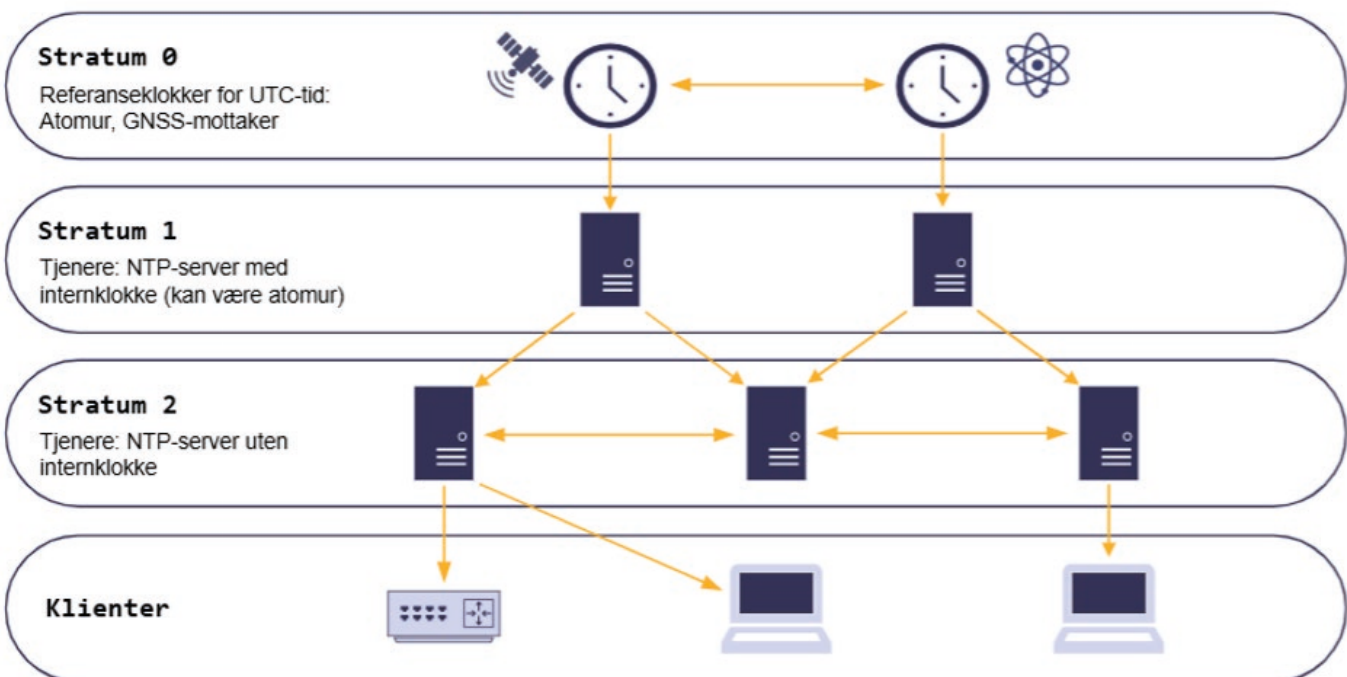 Stratum 0
Referanseklokker for UTC-tid:
Atomur, GNSS-mottaker
Stratum 1
Tjenere: NTP-server med
internklokke (kan være atomur)
Stratum 2
Tjenere: NTP-server uten
internklokke
Klienter